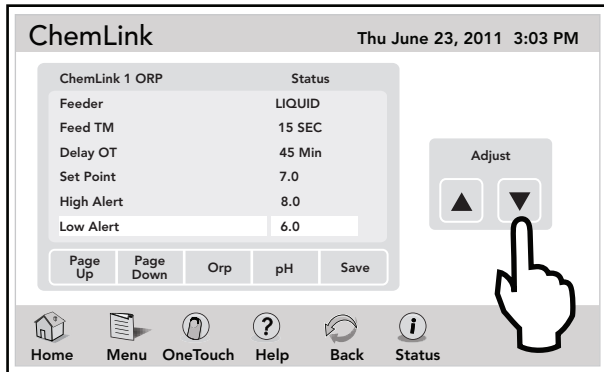 ChemLink
Thu June 23, 2011 3:03 PM
ChemLink 1 ORP Status
Feeder LIQUID
Feed TM 15 SEC
Delay OT 45 Min
Set Point 7.0
High Alert 8.0
Low Alert 6.0
Adjust
Page Up Page Down Orp pH Save
Home Menu OneTouch Help Back Status